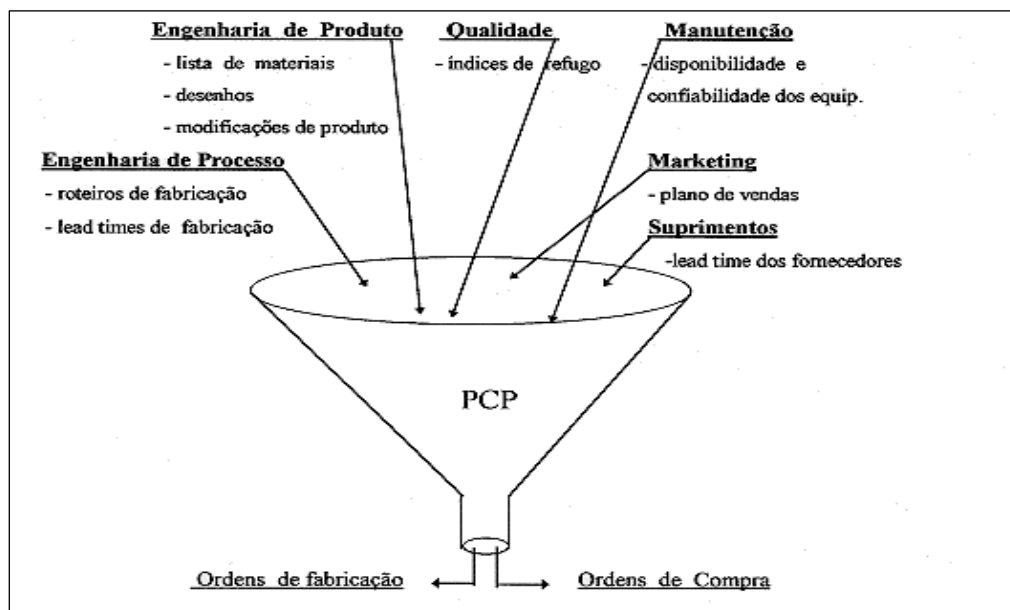 Engenharia de Produto
- lista de materiais
- desenhos
- modificações de produto
Qualidade
- índices de refugo
Manutenção
- disponibilidade e
confiabilidade dos equip.
Engenharia de Processo
- roteiros de fabricação
- lead times de fabricação
Marketing
- plano de vendas
Suprimentos
-lead time dos fornecedores
PCP
Ordens de fabricação
Ordens de Compra